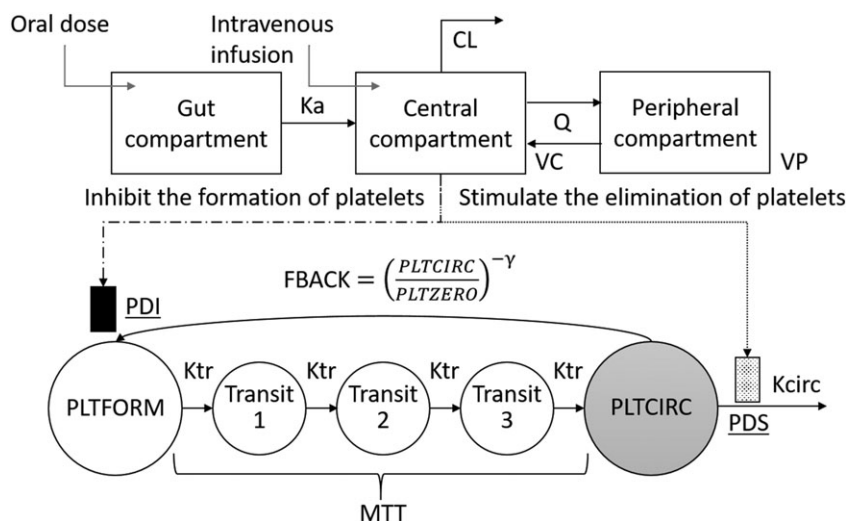 Oral dose
Intravenous
infusion
CL
Gut
compartment
Ka
Central
compartment
Q
Peripheral
compartment
VC
VP
Inhibit the formation of platelets
Stimulate the elimination of platelets
FBACK = (PLTCIRC/PLTZERO)^−γ
PDI
PLTFORM
Ktr
Transit
1
Ktr
Transit
2
Ktr
Transit
3
Ktr
PLTCIRC
Kcirc
PDS
MTT